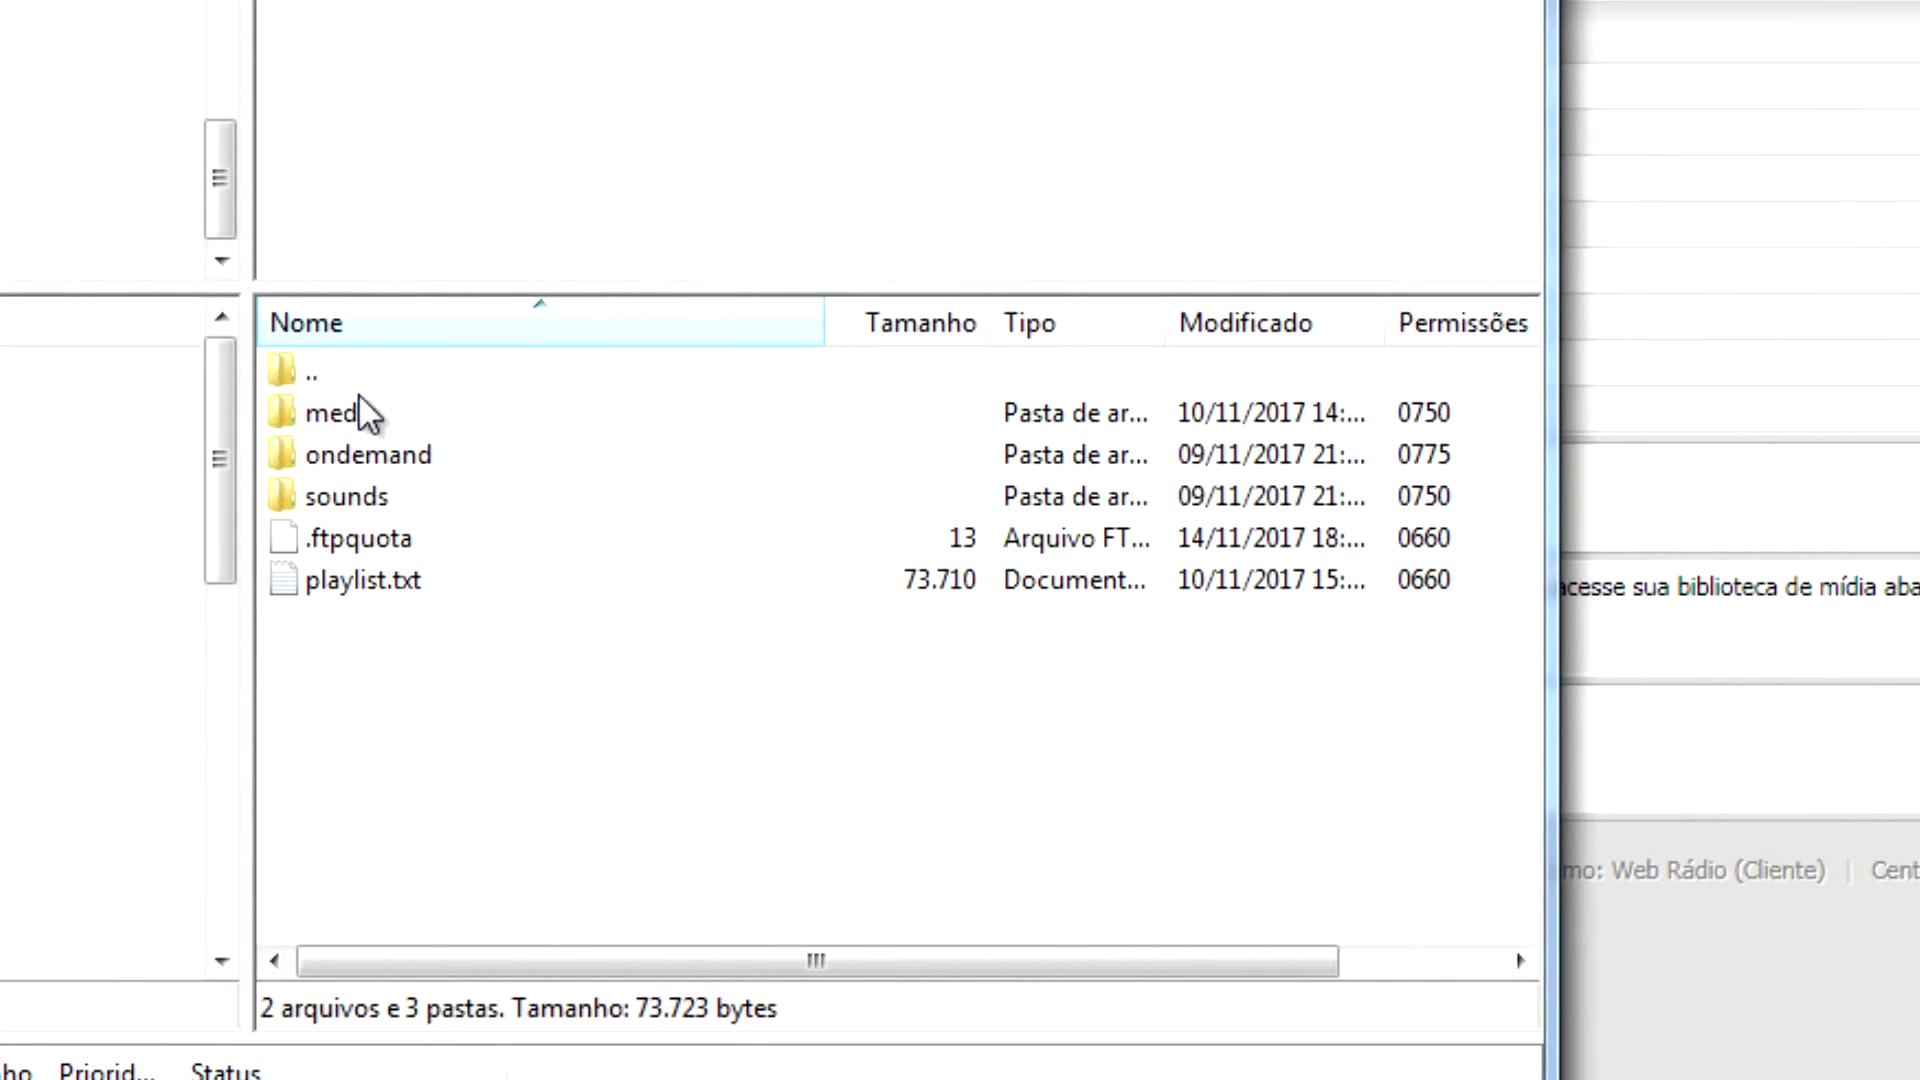 Nome Tamanho Tipo Modificado Permissões
..
med Pasta de ar... 10/11/2017 14:... 0750
ondemand Pasta de ar... 09/11/2017 21:... 0775
sounds Pasta de ar... 09/11/2017 21:... 0750
.ftpquota 13 Arquivo FT... 14/11/2017 18:... 0660
playlist.txt 73.710 Document... 10/11/2017 15:... 0660
acesse sua biblioteca de mídia aba
mo: Web Rádio (Cliente) | Cent
2 arquivos e 3 pastas. Tamanho: 73.723 bytes
nho Priorid... Status